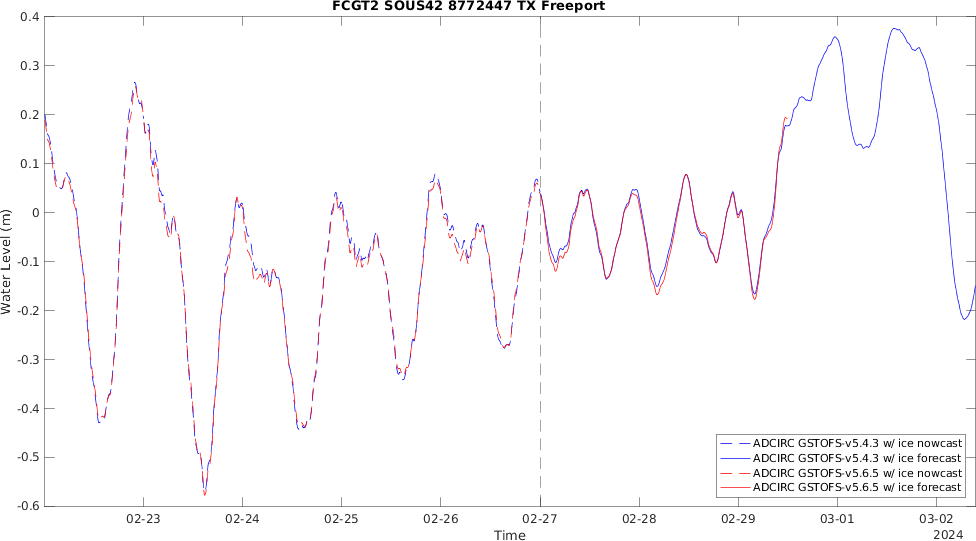 FCGT2 SOUS42 8772447 TX Freeport
0.4
0.3
0.2
0.1
0
-0.1
-0.2
-0.3
-0.4
-0.5
-0.6
Water Level (m)
ADCIRC GSTOFS-v5.4.3 w/ ice nowcast
ADCIRC GSTOFS-v5.4.3 w/ ice forecast
ADCIRC GSTOFS-v5.6.5 w/ ice nowcast
ADCIRC GSTOFS-v5.6.5 w/ ice forecast
02-23 02-24 02-25 02-26 02-27 02-28 02-29 03-01 03-02
Time 2024